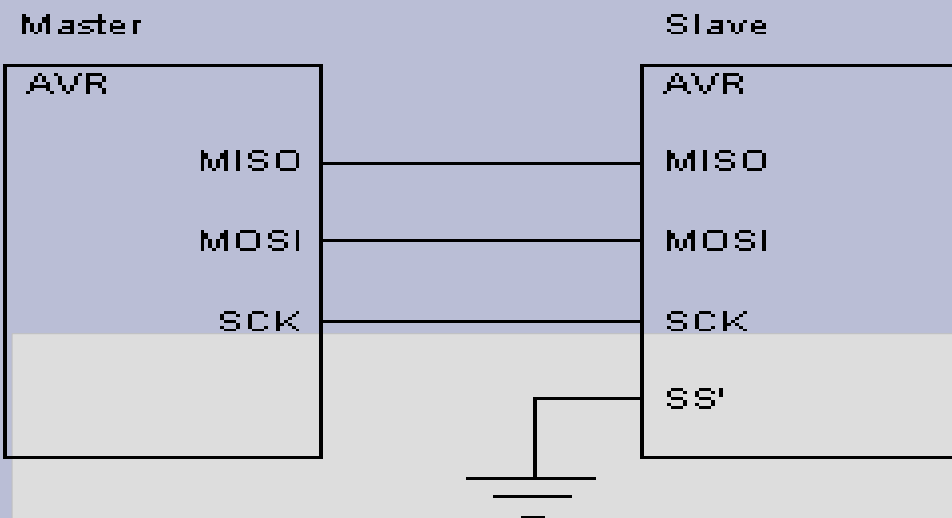 Master Slave
AVR AVR
MISO MISO
MOSI MOSI
SCK SCK
SS'